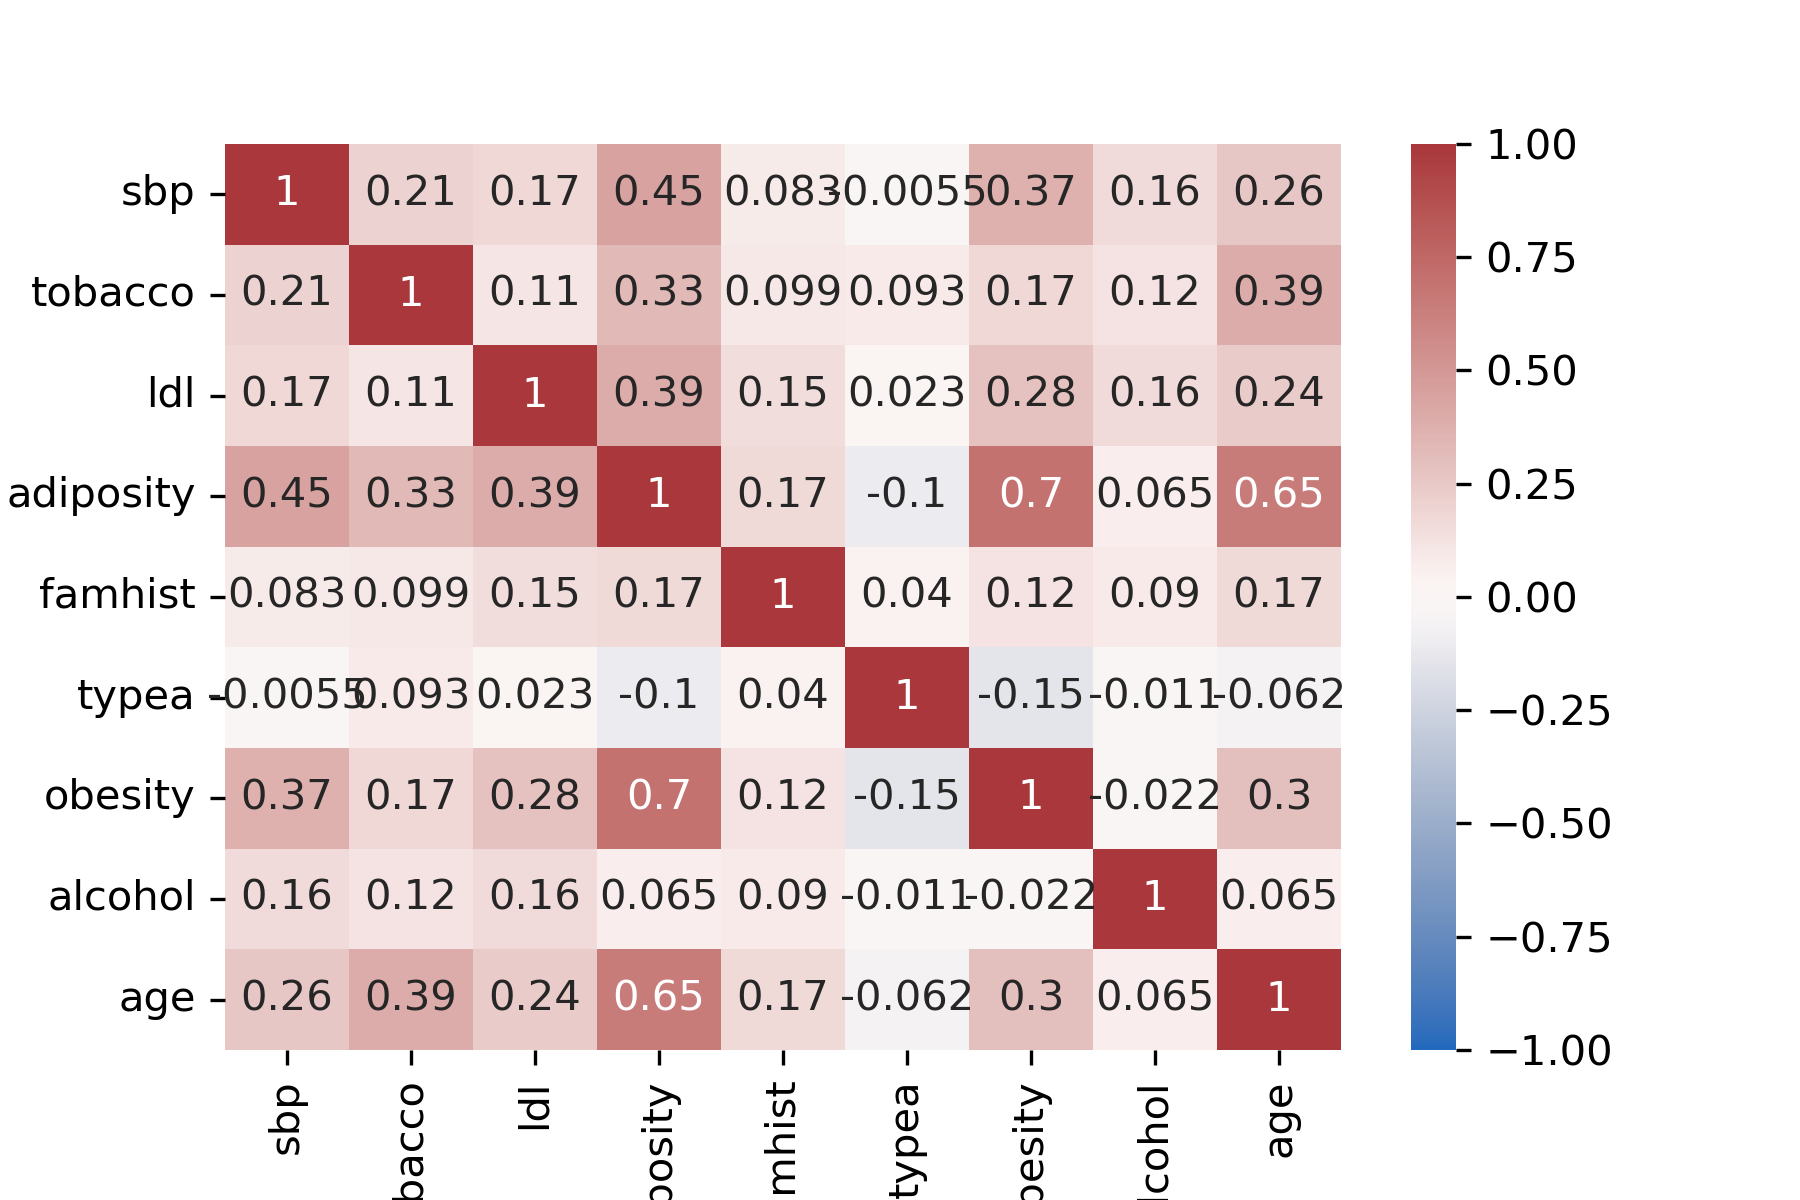 sbp 1 0.21 0.17 0.45 0.083 -0.0055 0.37 0.16 0.26
tobacco 0.21 1 0.11 0.33 0.099 0.093 0.17 0.12 0.39
ldl 0.17 0.11 1 0.39 0.15 0.023 0.28 0.16 0.24
adiposity 0.45 0.33 0.39 1 0.17 -0.1 0.7 0.065 0.65
famhist 0.083 0.099 0.15 0.17 1 0.04 0.12 0.09 0.17
typea -0.0055 0.093 0.023 -0.1 0.04 1 -0.15 -0.011 -0.062
obesity 0.37 0.17 0.28 0.7 0.12 -0.15 1 -0.022 0.3
alcohol 0.16 0.12 0.16 0.065 0.09 -0.011 -0.022 1 0.065
age 0.26 0.39 0.24 0.65 0.17 -0.062 0.3 0.065 1
sbp bacco ldl posity mhist typea besity lcohol age
1.00
0.75
0.50
0.25
0.00
−0.25
−0.50
−0.75
−1.00